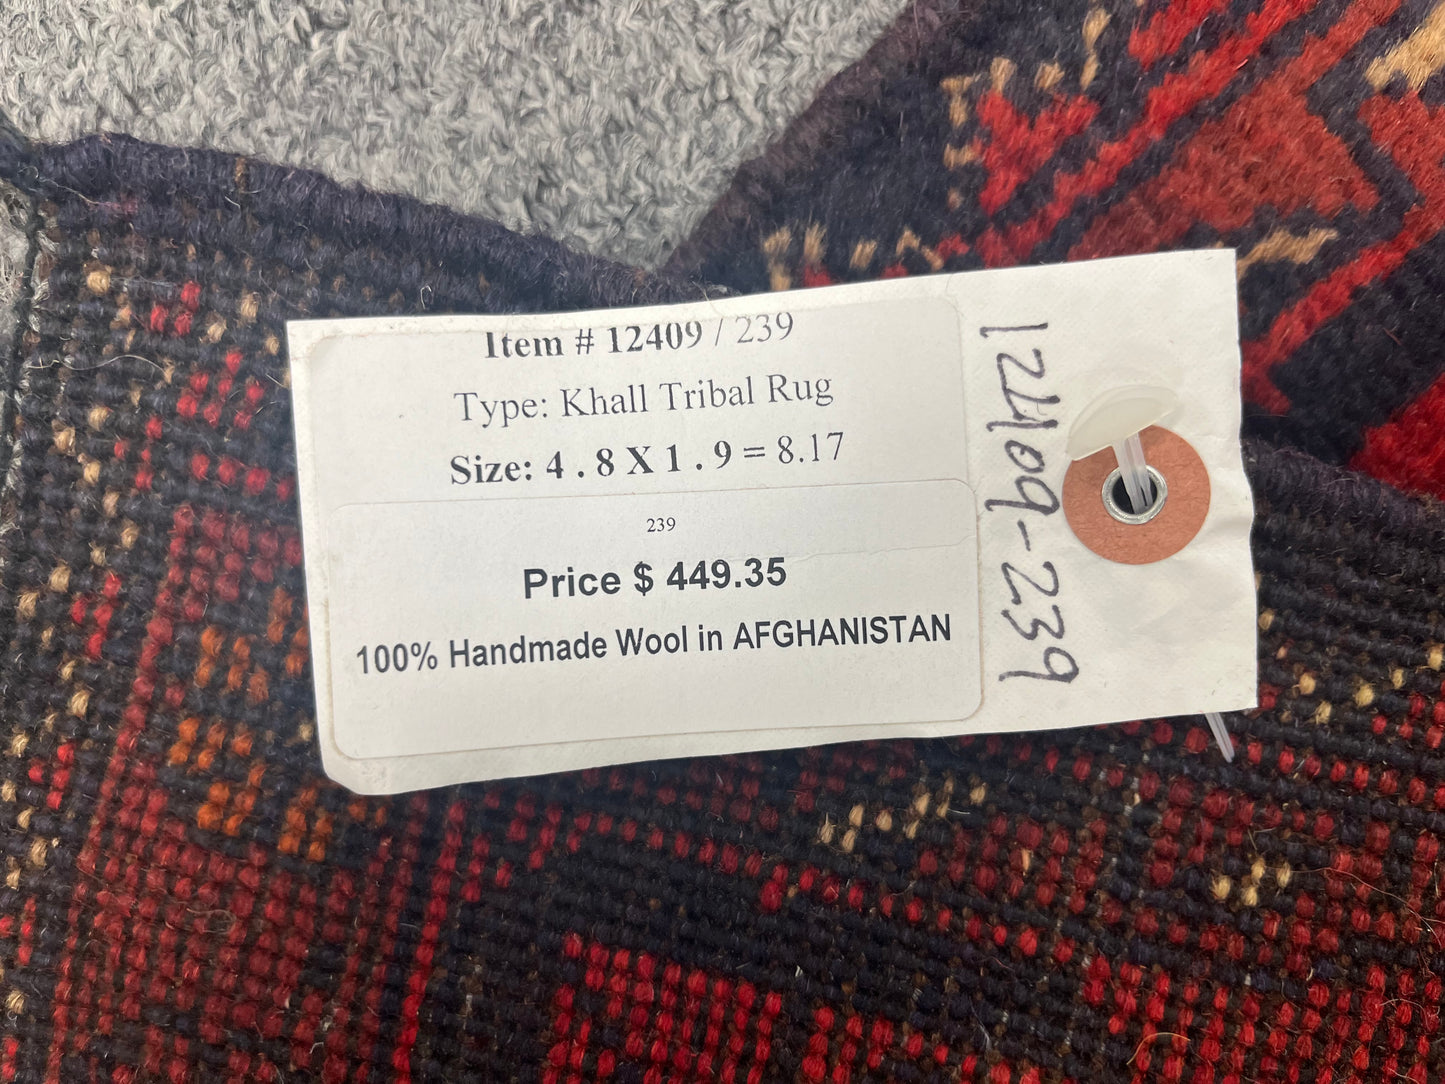 Item # 12409 / 239
Type: Khall Tribal Rug
Size: 4 . 8 X 1 . 9 = 8.17
239
Price $ 449.35
100% Handmade Wool in AFGHANISTAN
12409-239